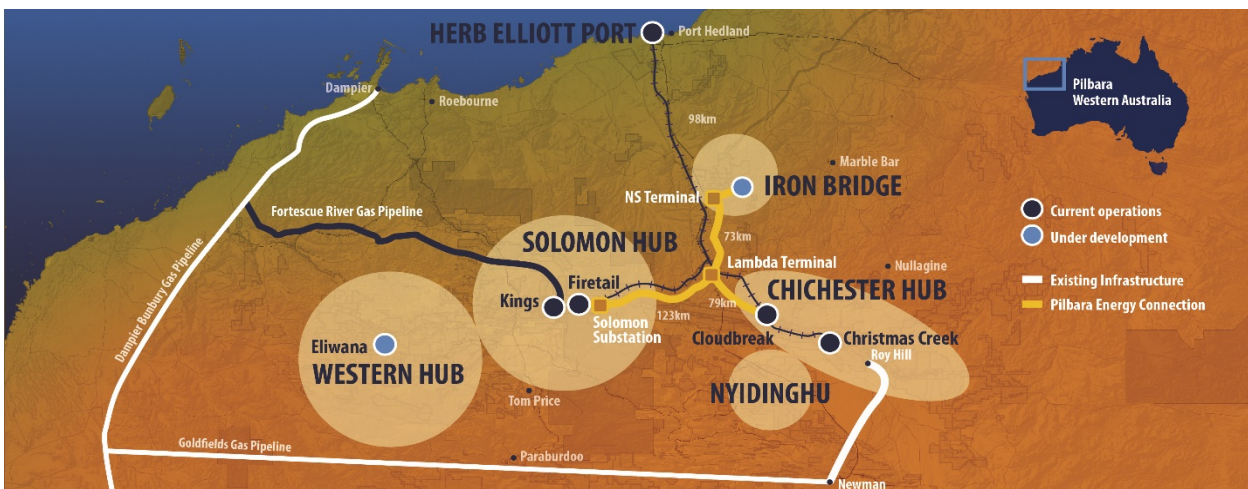 HERB ELLIOTT PORT
Port Hedland
Dampier
Roebourne
98km
Pilbara
Western Australia
Marble Bar
IRON BRIDGE
NS Terminal
Current operations
Under development
Fortescue River Gas Pipeline
SOLOMON HUB
73km
Lambda Terminal
Nullagine
Existing Infrastructure
Pilbara Energy Connection
Dampier Bunbury Gas Pipeline
Firetail
Kings
CHICHESTER HUB
79km
123km
Solomon
Substation
Cloudbreak
Christmas Creek
Roy Hill
Eliwana
WESTERN HUB
NYIDINGHU
Tom Price
Goldfields Gas Pipeline
Paraburdoo
Newman